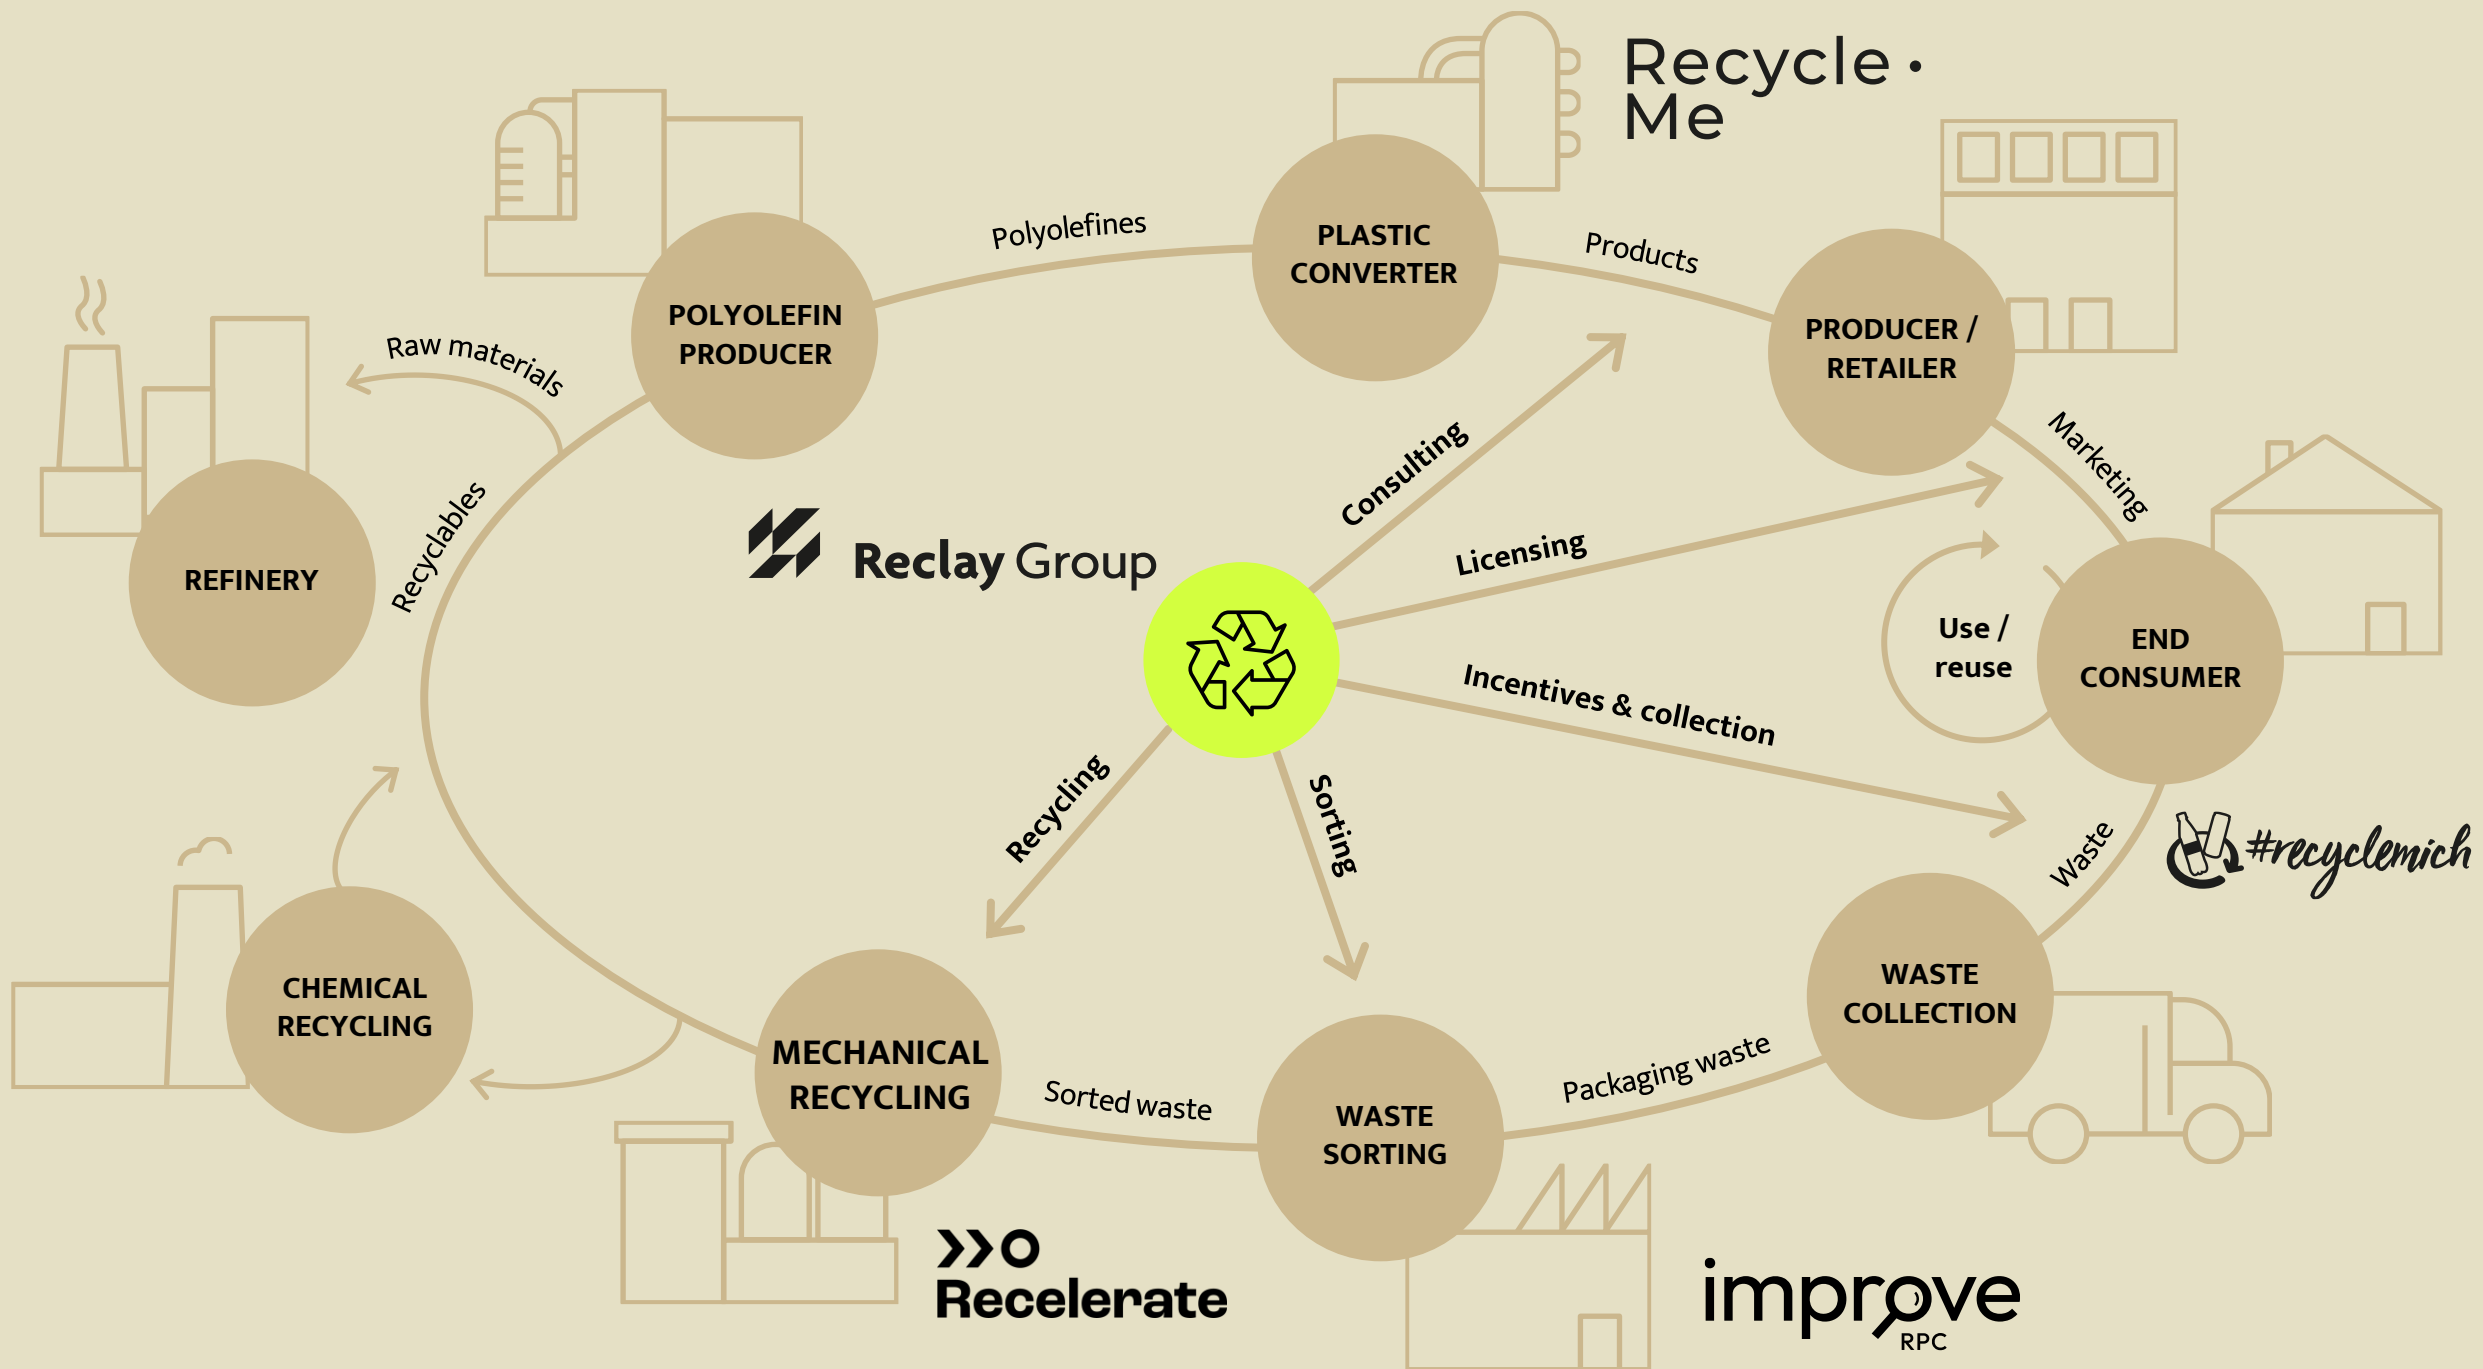 Recycle ·
Me
Polyolefines
PLASTIC
CONVERTER
Products
POLYOLEFIN
PRODUCER
PRODUCER /
RETAILER
Raw materials
Marketing
Consulting
Recyclables
Reclay Group
Licensing
REFINERY
Use /
reuse
END
CONSUMER
Incentives & collection
Recycling
Sorting
Waste
#recyclemich
CHEMICAL
RECYCLING
WASTE
COLLECTION
MECHANICAL
RECYCLING
Sorted waste
WASTE
SORTING
Packaging waste
Recelerate
improve
RPC